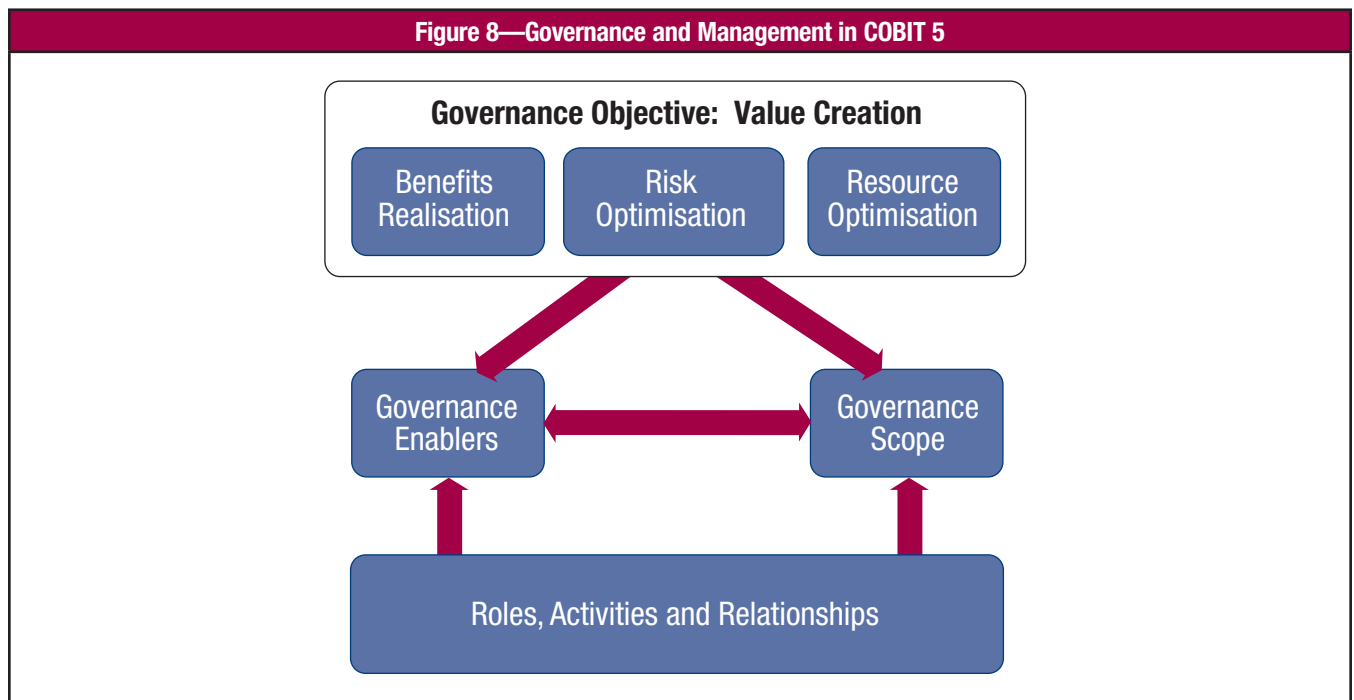 Figure 8—Governance and Management in COBIT 5
Governance Objective: Value Creation
Benefits
Realisation
Risk
Optimisation
Resource
Optimisation
Governance
Enablers
Governance
Scope
Roles, Activities and Relationships